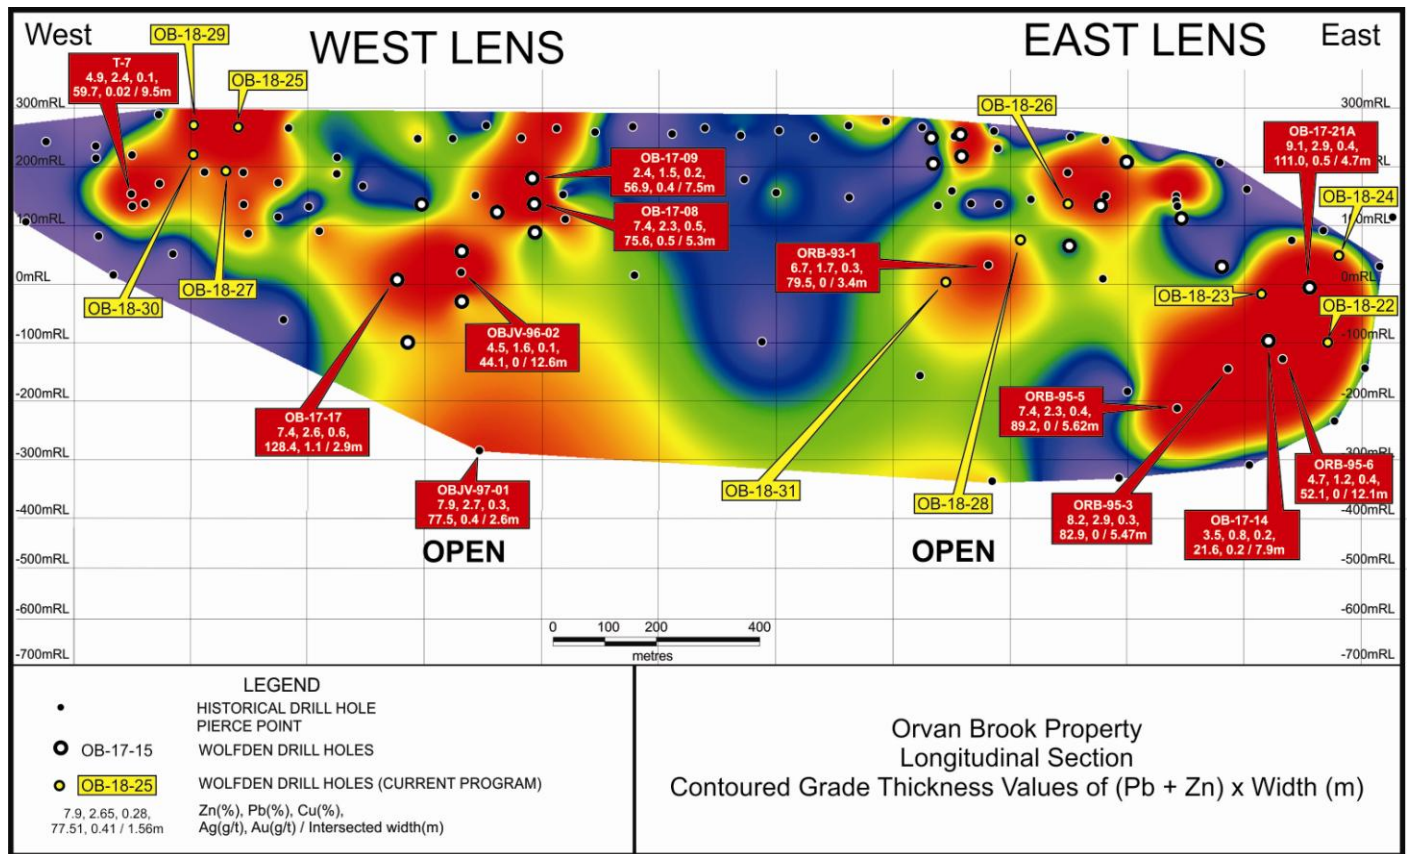 West
OB-18-29
WEST LENS
EAST LENS
East
T-7
4.9, 2.4, 0.1,
59.7, 0.02 / 9.5m
OB-18-25
OB-18-26
300mRL
300mRL
OB-17-21A
9.1, 2.9, 0.4,
111.0, 0.5 / 4.7m
OB-17-09
2.4, 1.5, 0.2,
56.9, 0.4 / 7.5m
200mRL
OB-18-24
OB-17-08
7.4, 2.3, 0.5,
75.6, 0.5 / 5.3m
100mRL
100mRL
ORB-93-1
6.7, 1.7, 0.3,
79.5, 0 / 3.4m
0mRL
0mRL
OB-18-30
OB-18-27
OB-18-23
OB-18-22
OBJV-96-02
4.5, 1.6, 0.1,
44.1, 0 / 12.6m
-100mRL
-100mRL
-200mRL
-200mRL
OB-17-17
7.4, 2.6, 0.6,
128.4, 1.1 / 2.9m
ORB-95-5
7.4, 2.3, 0.4,
89.2, 0 / 5.62m
-300mRL
-300mRL
OBJV-97-01
7.9, 2.7, 0.3,
77.5, 0.4 / 2.6m
OB-18-31
OB-18-28
ORB-95-3
8.2, 2.9, 0.3,
82.9, 0 / 5.47m
OB-17-14
3.5, 0.8, 0.2,
21.6, 0.2 / 7.9m
ORB-95-6
4.7, 1.2, 0.4,
52.1, 0 / 12.1m
-400mRL
-400mRL
OPEN
OPEN
-500mRL
-500mRL
-600mRL
-600mRL
0 100 200 400
metres
-700mRL
-700mRL
LEGEND
HISTORICAL DRILL HOLE
PIERCE POINT
OB-17-15 WOLFDEN DRILL HOLES
OB-18-25 WOLFDEN DRILL HOLES (CURRENT PROGRAM)
7.9, 2.65, 0.28,
77.51, 0.41 / 1.56m
Zn(%), Pb(%), Cu(%),
Ag(g/t), Au(g/t) / Intersected width(m)
Orvan Brook Property
Longitudinal Section
Contoured Grade Thickness Values of (Pb + Zn) x Width (m)